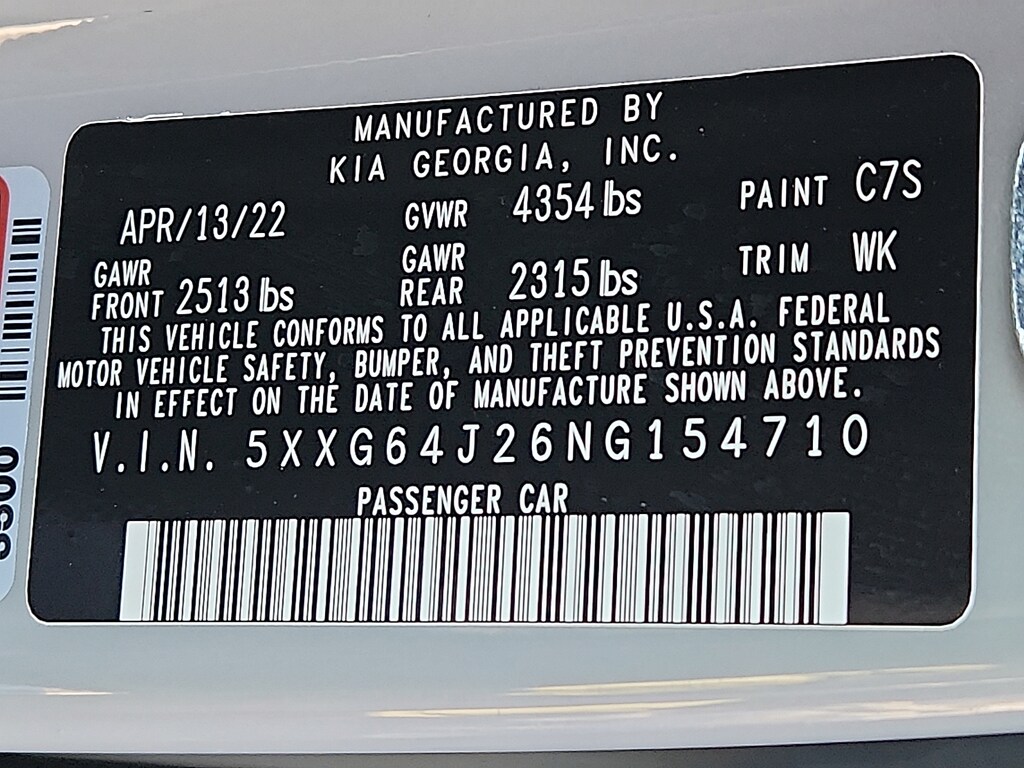 MANUFACTURED BY
KIA GEORGIA, INC.
APR/13/22 GVWR 4354 lbs PAINT C7S
GAWR FRONT 2513 lbs GAWR REAR 2315 lbs TRIM WK
THIS VEHICLE CONFORMS TO ALL APPLICABLE U.S.A. FEDERAL
MOTOR VEHICLE SAFETY, BUMPER, AND THEFT PREVENTION STANDARDS
IN EFFECT ON THE DATE OF MANUFACTURE SHOWN ABOVE.
V.I.N. 5XXG64J26NG154710
PASSENGER CAR